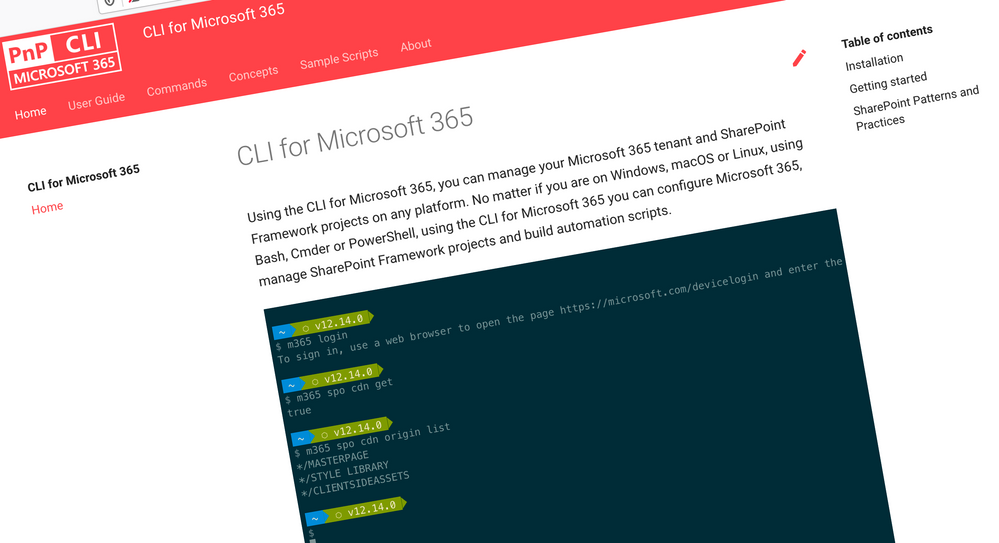 PnP CLI
MICROSOFT 365
CLI for Microsoft 365
Home User Guide Commands Concepts Sample Scripts About
CLI for Microsoft 365
Home
CLI for Microsoft 365
Using the CLI for Microsoft 365, you can manage your Microsoft 365 tenant and SharePoint
Framework projects on any platform. No matter if you are on Windows, macOS or Linux, using
Bash, Cmder or PowerShell, using the CLI for Microsoft 365 you can configure Microsoft 365,
manage SharePoint Framework projects and build automation scripts.
~ ○ v12.14.0
$ m365 login
To sign in, use a web browser to open the page https://microsoft.com/devicelogin and enter the
~ ○ v12.14.0
$ m365 spo cdn get
true
~ ○ v12.14.0
$ m365 spo cdn origin list
*/MASTERPAGE
*/STYLE LIBRARY
*/CLIENTSIDEASSETS
~ ○ v12.14.0
$
Table of contents
Installation
Getting started
SharePoint Patterns and
Practices